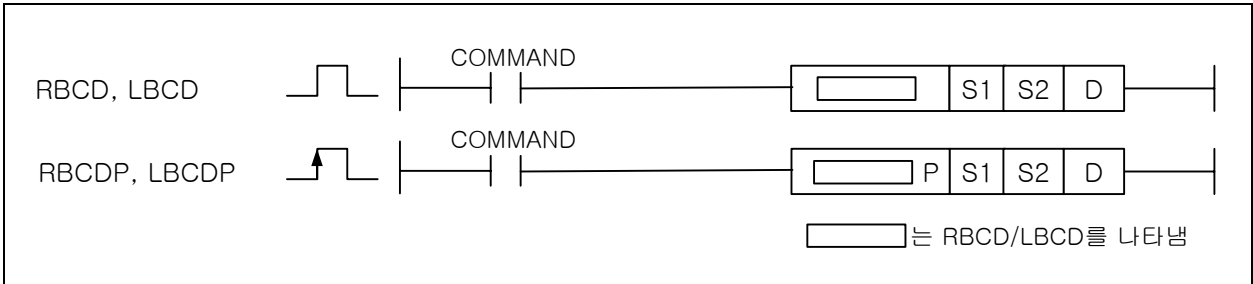 COMMAND
RBCD, LBCD S1 S2 D
COMMAND
RBCDP, LBCDP P S1 S2 D
는 RBCD/LBCD를 나타냄